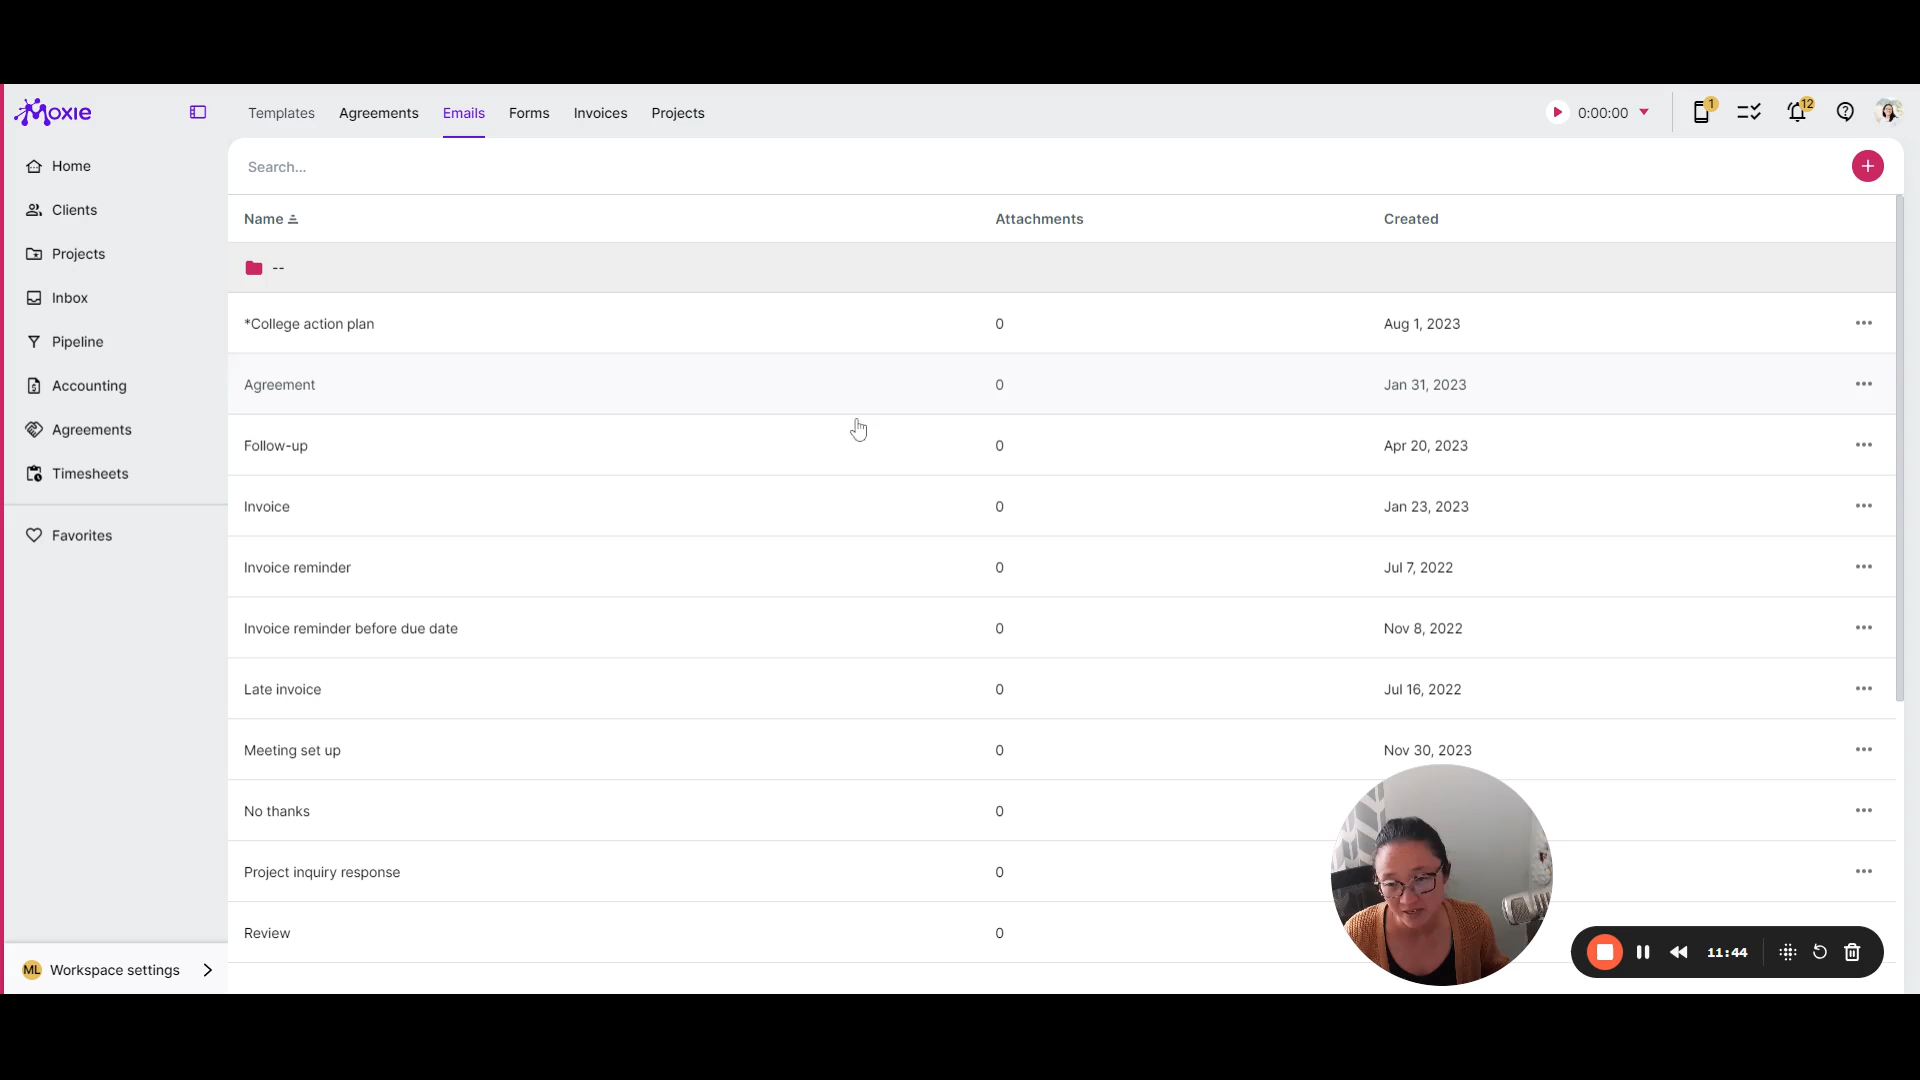 Moxie
Templates Agreements Emails Forms Invoices Projects
0:00:00
1
12
Home
Clients
Projects
Inbox
Pipeline
Accounting
Agreements
Timesheets
Favorites
ML Workspace settings
Search...
Name Attachments Created
--
*College action plan 0 Aug 1, 2023
Agreement 0 Jan 31, 2023
Follow-up 0 Apr 20, 2023
Invoice 0 Jan 23, 2023
Invoice reminder 0 Jul 7, 2022
Invoice reminder before due date 0 Nov 8, 2022
Late invoice 0 Jul 16, 2022
Meeting set up 0 Nov 30, 2023
No thanks 0
Project inquiry response 0
Review 0
11:44